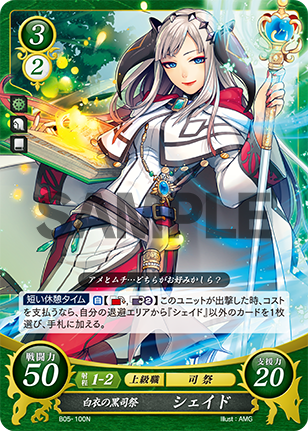 3
2
SAMPLE
アメとムチ…どちらがお好みかしら？
短い休憩タイム 自【，2】このユニットが出撃した時、コスト
を支払うなら、自分の退避エリアから『シェイド』以外のカードを1枚
選び、手札に加える。
戦闘力
50
射程 1-2 上級職 司祭
支援力
20
白衣の黒司祭 シェイド
B05-100N
Illust：AMG